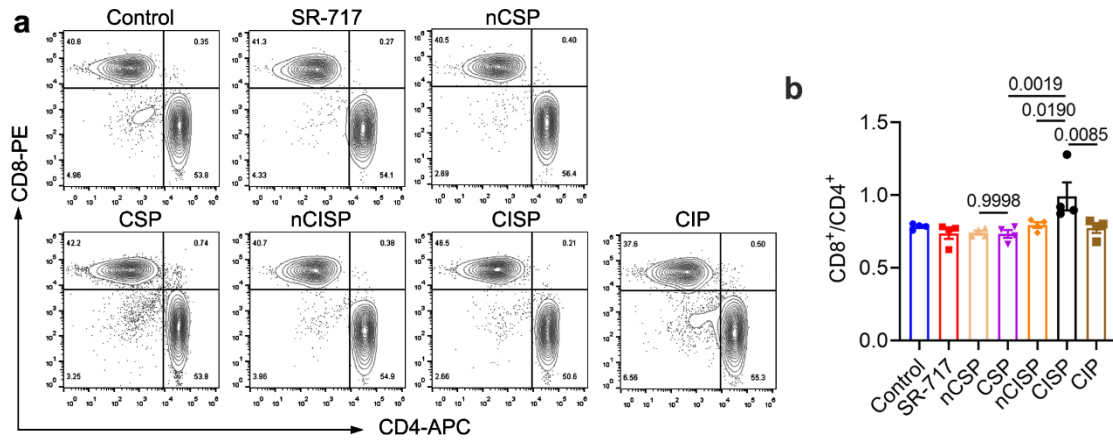 a
Control SR-717 nCSP
40.8 0.35 41.3 0.27 40.5 0.40
4.96 53.8 4.33 54.1 2.69 56.4
CSP nCISP CISP CIP
42.2 0.74 40.7 0.38 46.5 0.21 37.6 0.50
3.25 53.8 3.96 54.9 2.66 50.6 6.56 55.3
CD8-PE
CD4-APC
b
0.0019
0.0190
0.0085
0.9998
CD8⁺/CD4⁺
1.5
1.0
0.5
0.0
Control SR-717 nCSP CSP nCISP CISP CIP